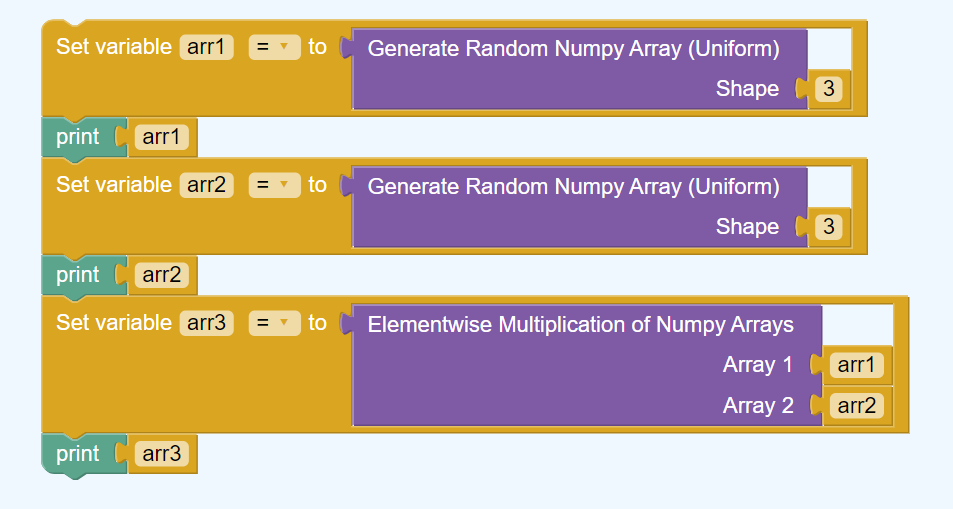 Set variable arr1 = to Generate Random Numpy Array (Uniform)
Shape 3
print arr1
Set variable arr2 = to Generate Random Numpy Array (Uniform)
Shape 3
print arr2
Set variable arr3 = to Elementwise Multiplication of Numpy Arrays
Array 1 arr1
Array 2 arr2
print arr3